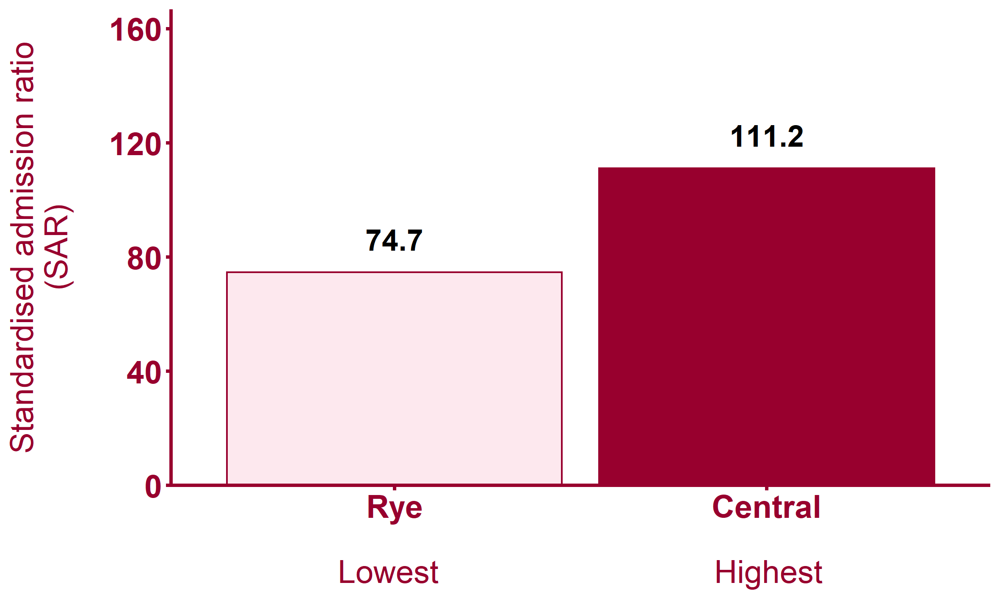 Standardised admission ratio
(SAR)
160
120
80
40
0
74.7
111.2
Rye
Central
Lowest
Highest